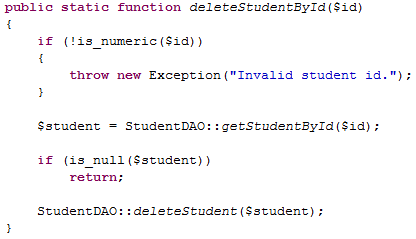 public static function deleteStudentById($id)
{
    if (!is_numeric($id))
    {
        throw new Exception("Invalid student id.");
    }
    $student = StudentDAO::getStudentById($id);
    if (is_null($student))
        return;
    StudentDAO::deleteStudent($student);
}